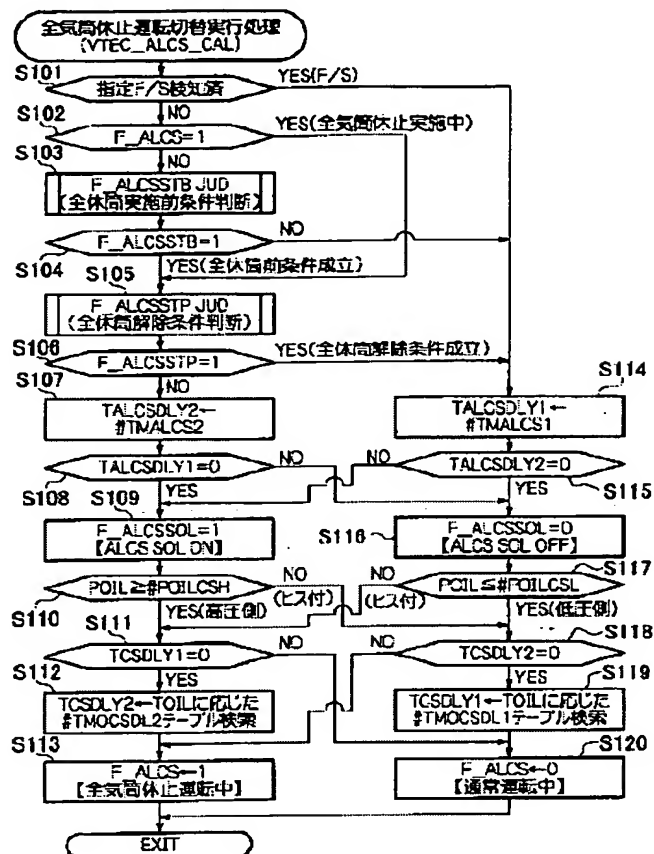 全気筒休止運転切替実行処理
(VTEC_ALCS_CAL)
S101
指定F/S検知済
YES(F/S)
NO
S102
F_ALCS=1
YES(全気筒休止実施中)
NO
S103
F_ALCSSTB JUD
(全休筒実施前条件判断)
F_ALCSSTB=1
NO
S104
YES(全休筒前条件成立)
S105
F_ALCSSTP JUD
(全休筒解除条件判断)
S106
F_ALCSSTP=1
YES(全休筒解除条件成立)
NO
S107
TALCSDLY2←
#TMALCS2
S114
TALCSDLY1←
#TMALCS1
TALCSDLY1=0
NO
S108
YES
NO
TALCSDLY2=0
YES
S115
S109
F_ALCSSOL=1
【ALCS SOL ON】
S116
F_ALCSSOL=0
【ALCS SOL OFF】
POIL≧#POILCSH
NO
(ヒス付)
S110
YES(高圧側)
S117
NO
(ヒス付)
POIL≦#POILCSL
YES(低圧側)
S111
TCSDLY1=0
NO
YES
S118
NO
TCSDLY2=0
YES
S112
TCSDLY2←TOILに応じた
#TMOCSDL2テーブル検索
S119
TCSDLY1←TOILに応じた
#TMOCSDL1テーブル検索
S113
F_ALCS←1
【全気筒休止運転中】
S120
F_ALCS←0
【通常運転中】
EXIT